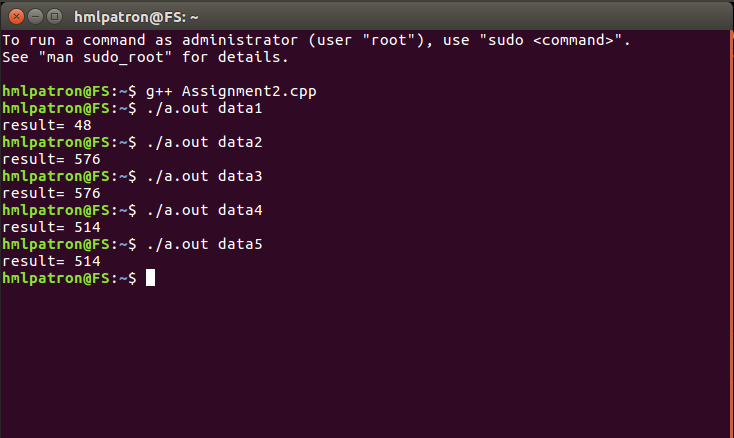 hmlpatron@FS: ~
To run a command as administrator (user "root"), use "sudo <command>".
See "man sudo_root" for details.
hmlpatron@FS:~$ g++ Assignment2.cpp
hmlpatron@FS:~$ ./a.out data1
result= 48
hmlpatron@FS:~$ ./a.out data2
result= 576
hmlpatron@FS:~$ ./a.out data3
result= 576
hmlpatron@FS:~$ ./a.out data4
result= 514
hmlpatron@FS:~$ ./a.out data5
result= 514
hmlpatron@FS:~$